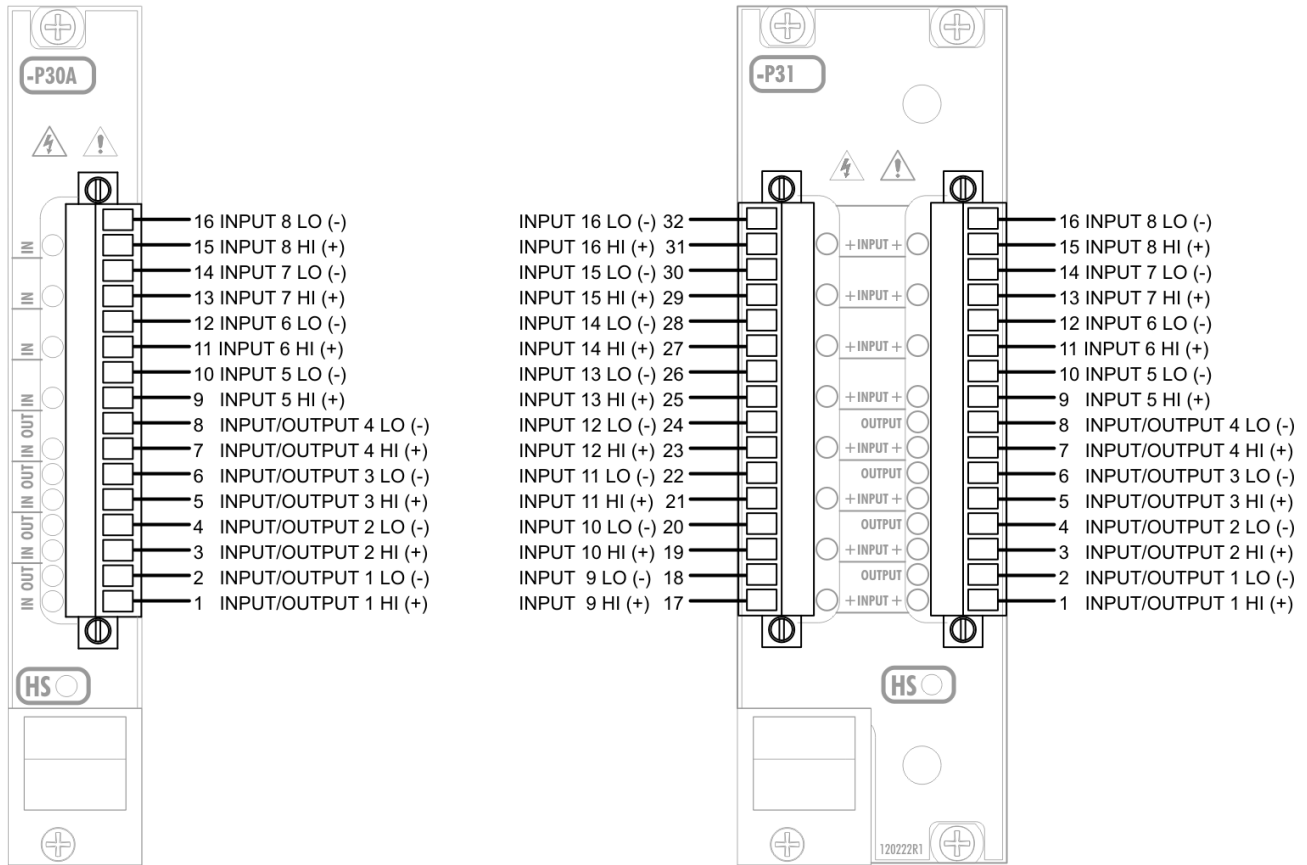 -P30A
16 INPUT 8 LO (-)
15 INPUT 8 HI (+)
14 INPUT 7 LO (-)
13 INPUT 7 HI (+)
12 INPUT 6 LO (-)
11 INPUT 6 HI (+)
10 INPUT 5 LO (-)
9 INPUT 5 HI (+)
8 INPUT/OUTPUT 4 LO (-)
7 INPUT/OUTPUT 4 HI (+)
6 INPUT/OUTPUT 3 LO (-)
5 INPUT/OUTPUT 3 HI (+)
4 INPUT/OUTPUT 2 LO (-)
3 INPUT/OUTPUT 2 HI (+)
2 INPUT/OUTPUT 1 LO (-)
1 INPUT/OUTPUT 1 HI (+)
IN
IN
IN
IN
IN OUT
IN OUT
IN OUT
IN OUT
HS
-P31
INPUT 16 LO (-) 32
INPUT 16 HI (+) 31
INPUT 15 LO (-) 30
INPUT 15 HI (+) 29
INPUT 14 LO (-) 28
INPUT 14 HI (+) 27
INPUT 13 LO (-) 26
INPUT 13 HI (+) 25
INPUT 12 LO (-) 24
INPUT 12 HI (+) 23
INPUT 11 LO (-) 22
INPUT 11 HI (+) 21
INPUT 10 LO (-) 20
INPUT 10 HI (+) 19
INPUT 9 LO (-) 18
INPUT 9 HI (+) 17
+INPUT+
+INPUT+
+INPUT+
+INPUT+
OUTPUT
+INPUT+
OUTPUT
+INPUT+
OUTPUT
+INPUT+
OUTPUT
+INPUT+
16 INPUT 8 LO (-)
15 INPUT 8 HI (+)
14 INPUT 7 LO (-)
13 INPUT 7 HI (+)
12 INPUT 6 LO (-)
11 INPUT 6 HI (+)
10 INPUT 5 LO (-)
9 INPUT 5 HI (+)
8 INPUT/OUTPUT 4 LO (-)
7 INPUT/OUTPUT 4 HI (+)
6 INPUT/OUTPUT 3 LO (-)
5 INPUT/OUTPUT 3 HI (+)
4 INPUT/OUTPUT 2 LO (-)
3 INPUT/OUTPUT 2 HI (+)
2 INPUT/OUTPUT 1 LO (-)
1 INPUT/OUTPUT 1 HI (+)
HS
120222R1